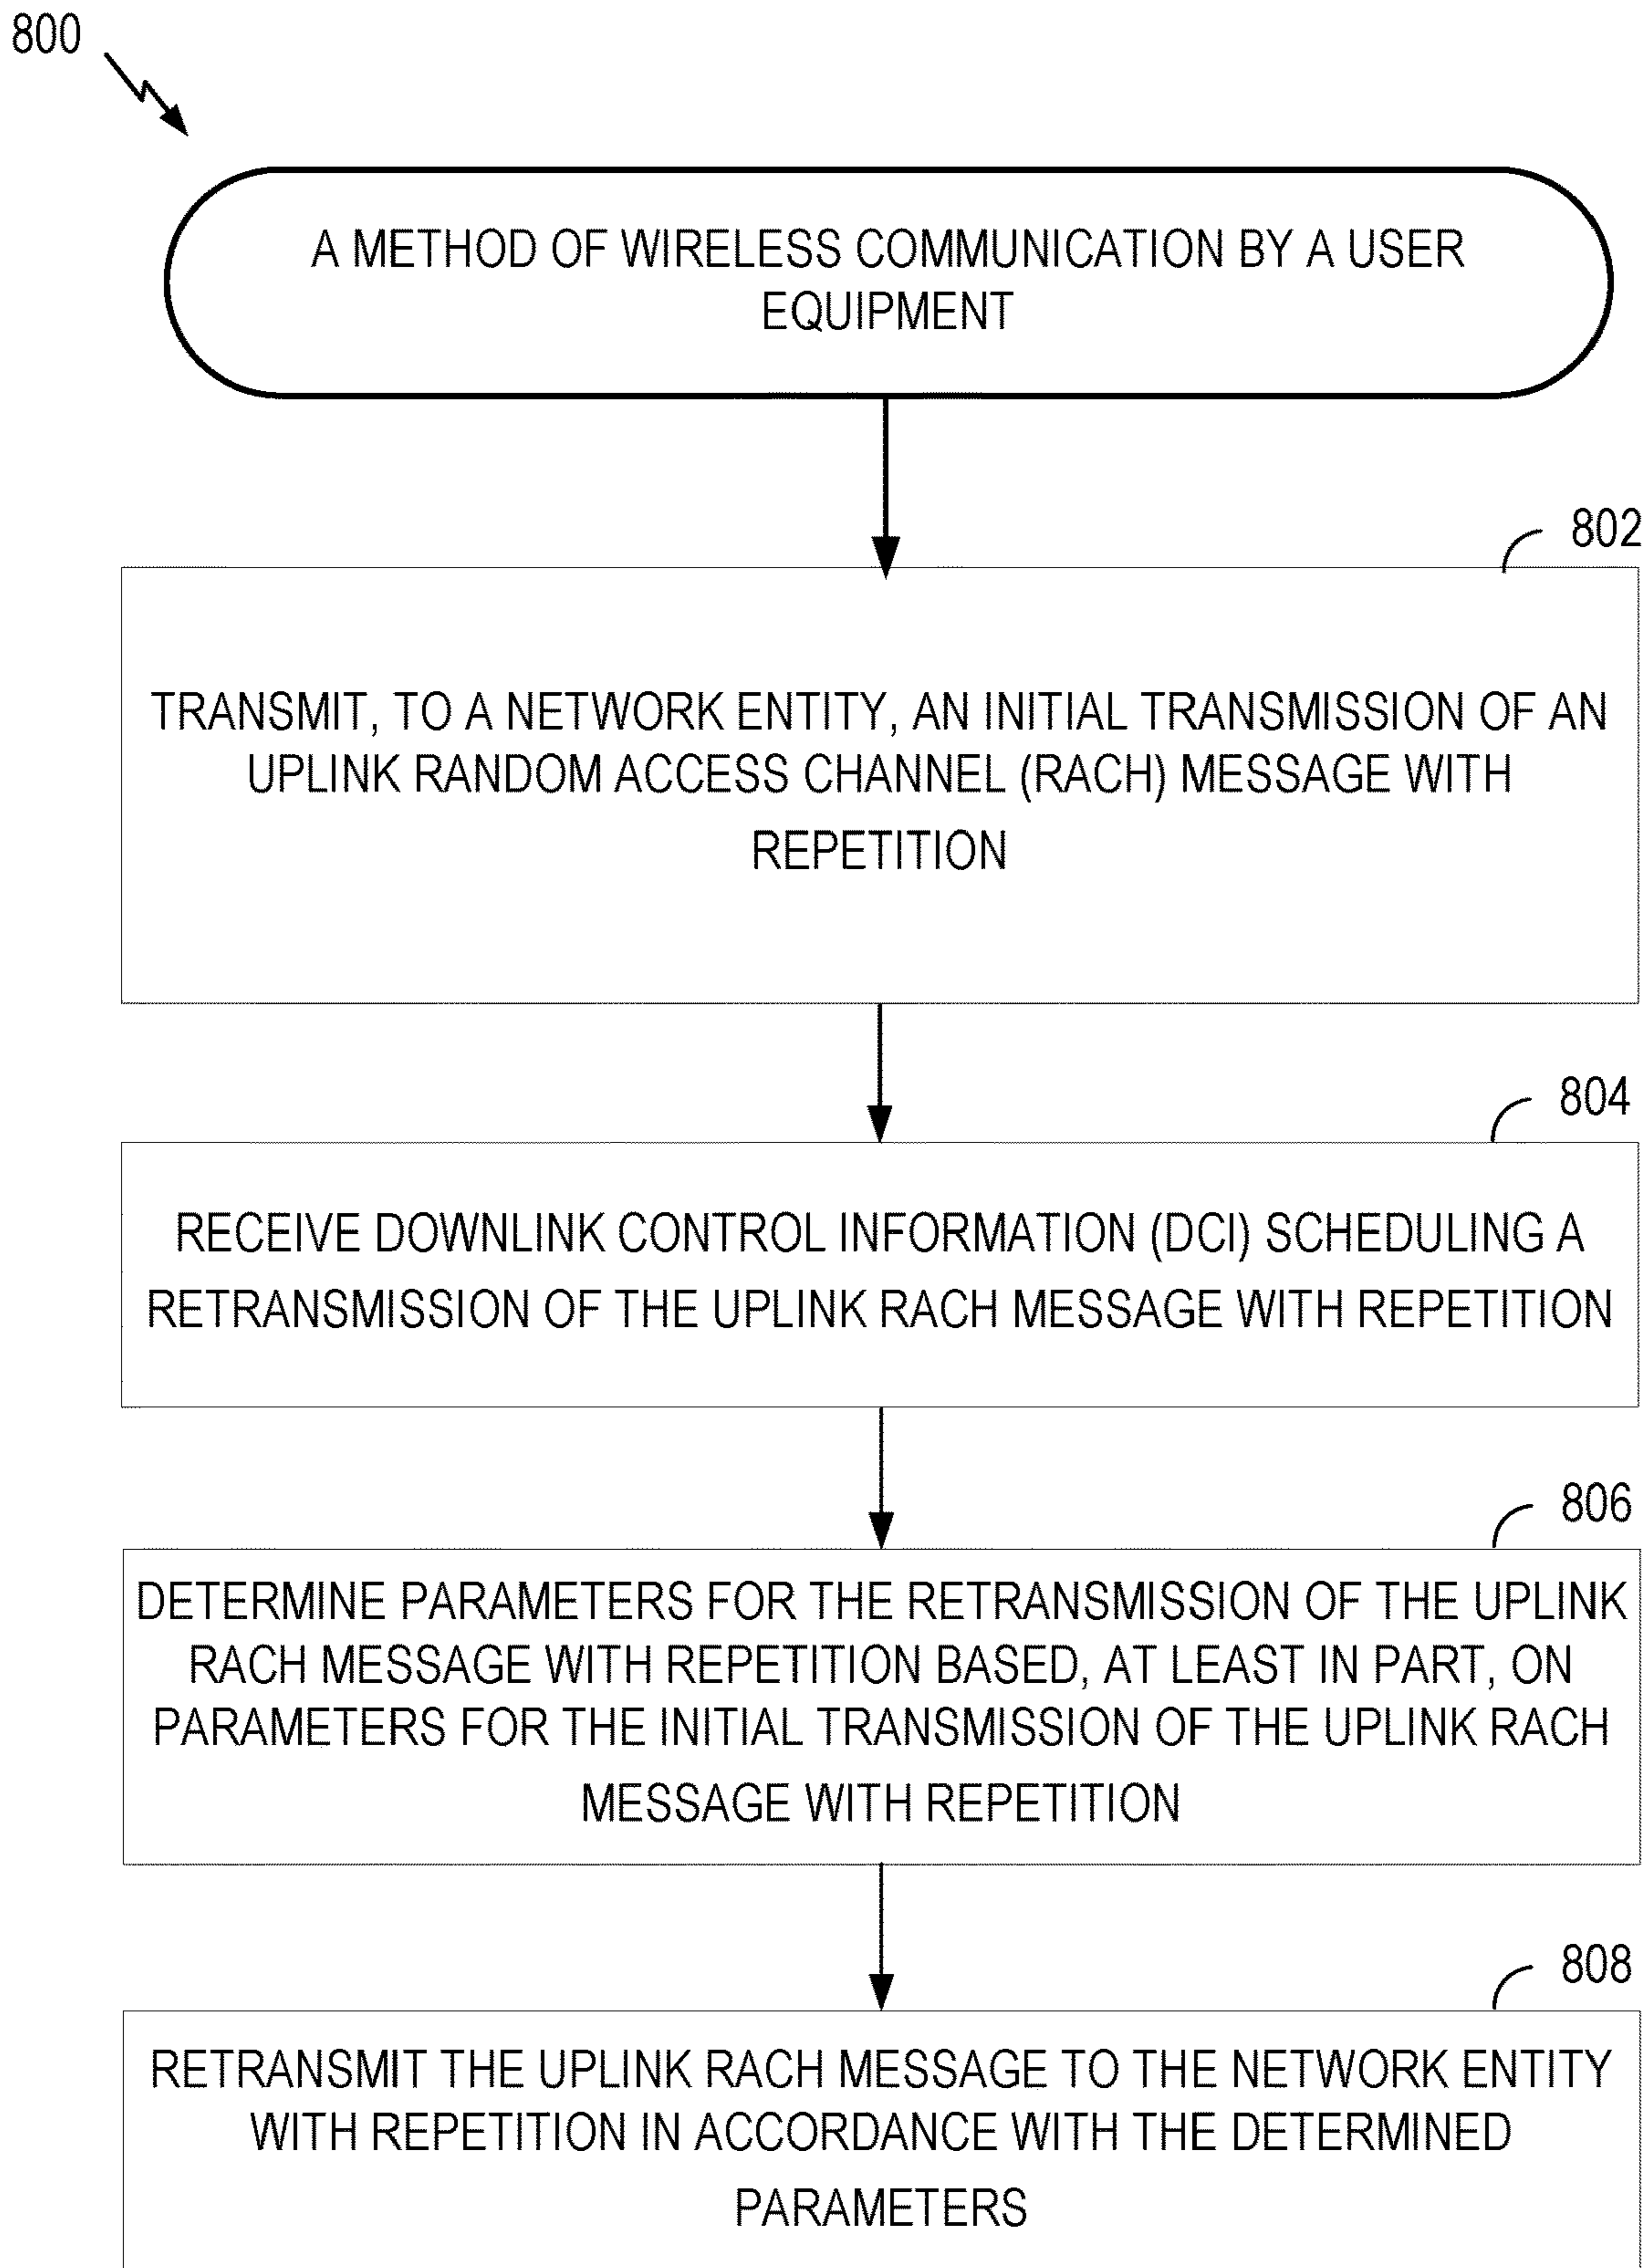 800
A METHOD OF WIRELESS COMMUNICATION BY A USER
EQUIPMENT
802
TRANSMIT, TO A NETWORK ENTITY, AN INITIAL TRANSMISSION OF AN
UPLINK RANDOM ACCESS CHANNEL (RACH) MESSAGE WITH
REPETITION
804
RECEIVE DOWNLINK CONTROL INFORMATION (DCI) SCHEDULING A
RETRANSMISSION OF THE UPLINK RACH MESSAGE WITH REPETITION
806
DETERMINE PARAMETERS FOR THE RETRANSMISSION OF THE UPLINK
RACH MESSAGE WITH REPETITION BASED, AT LEAST IN PART, ON
PARAMETERS FOR THE INITIAL TRANSMISSION OF THE UPLINK RACH
MESSAGE WITH REPETITION
808
RETRANSMIT THE UPLINK RACH MESSAGE TO THE NETWORK ENTITY
WITH REPETITION IN ACCORDANCE WITH THE DETERMINED
PARAMETERS